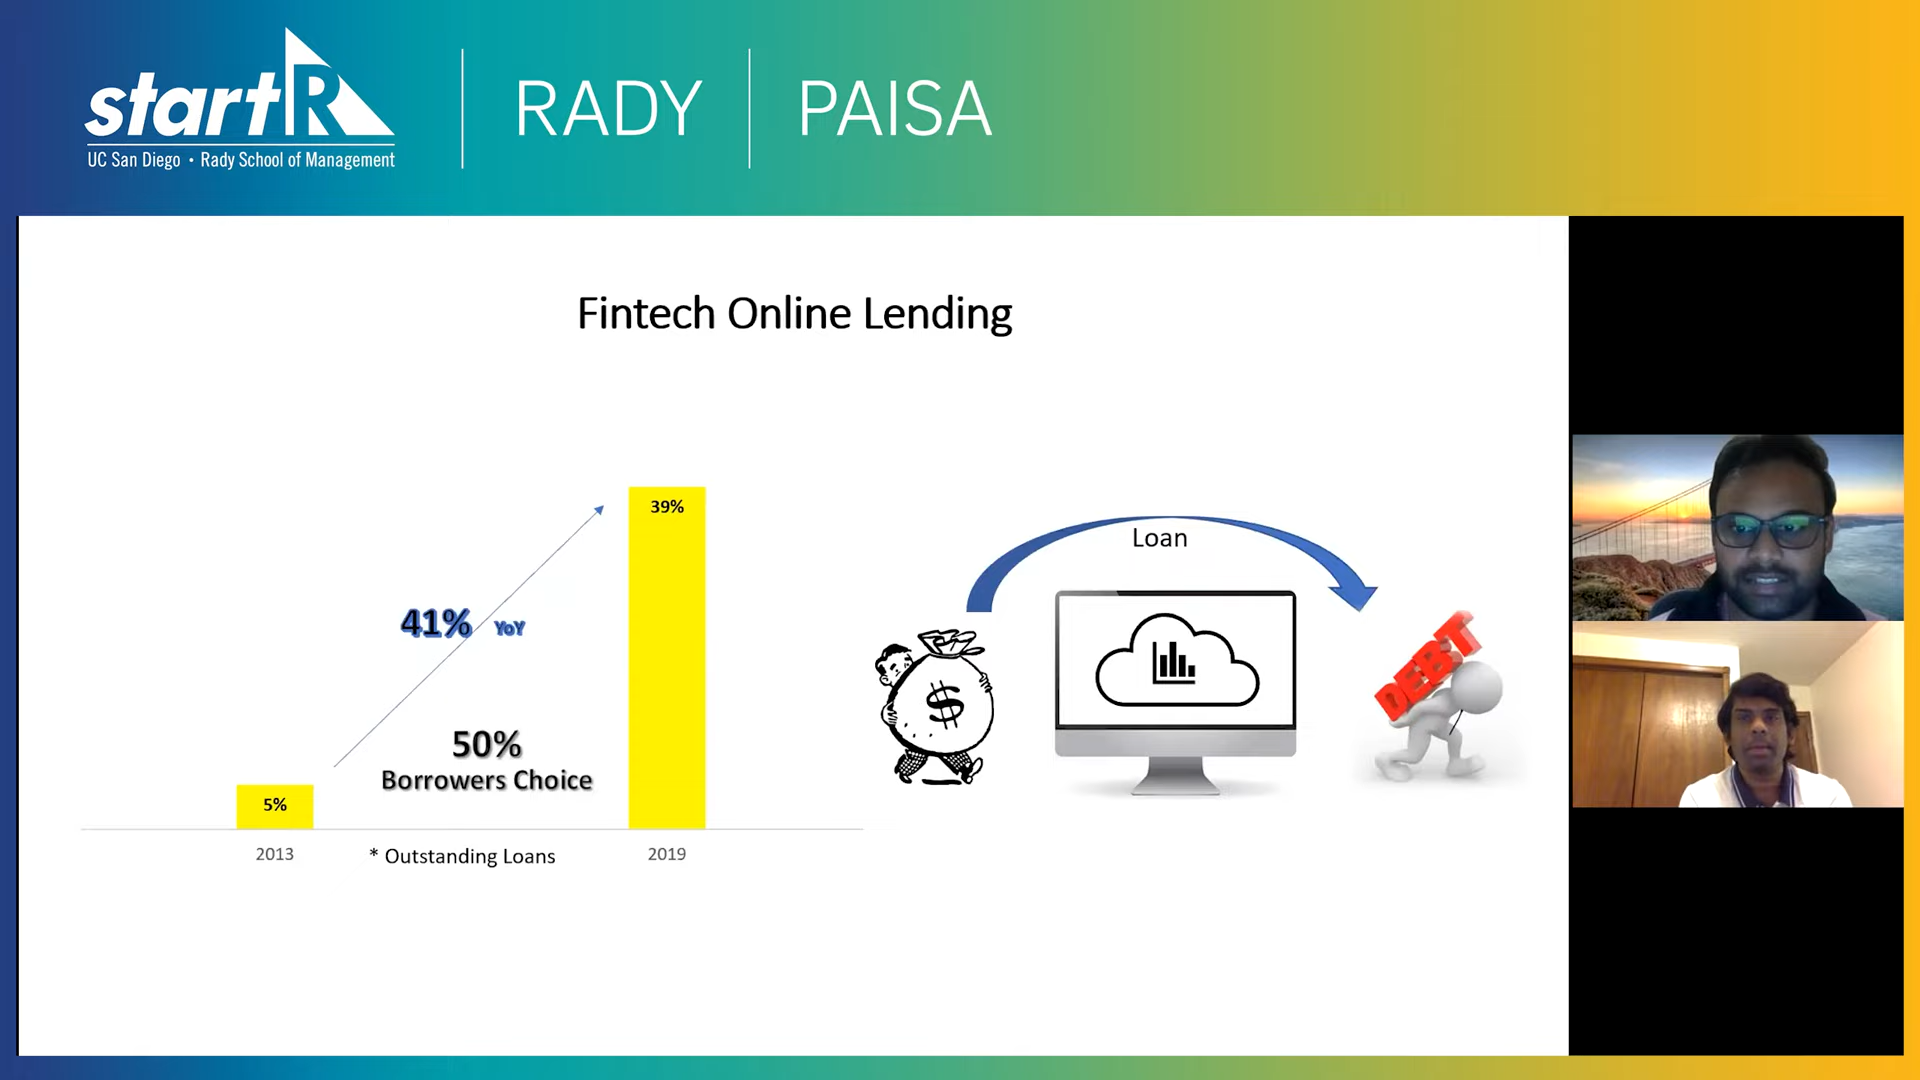 startR
UC San Diego • Rady School of Management
RADY
PAISA
Fintech Online Lending
39%
41% YoY
50%
Borrowers Choice
5%
2013
* Outstanding Loans
2019
Loan
$
DEBT